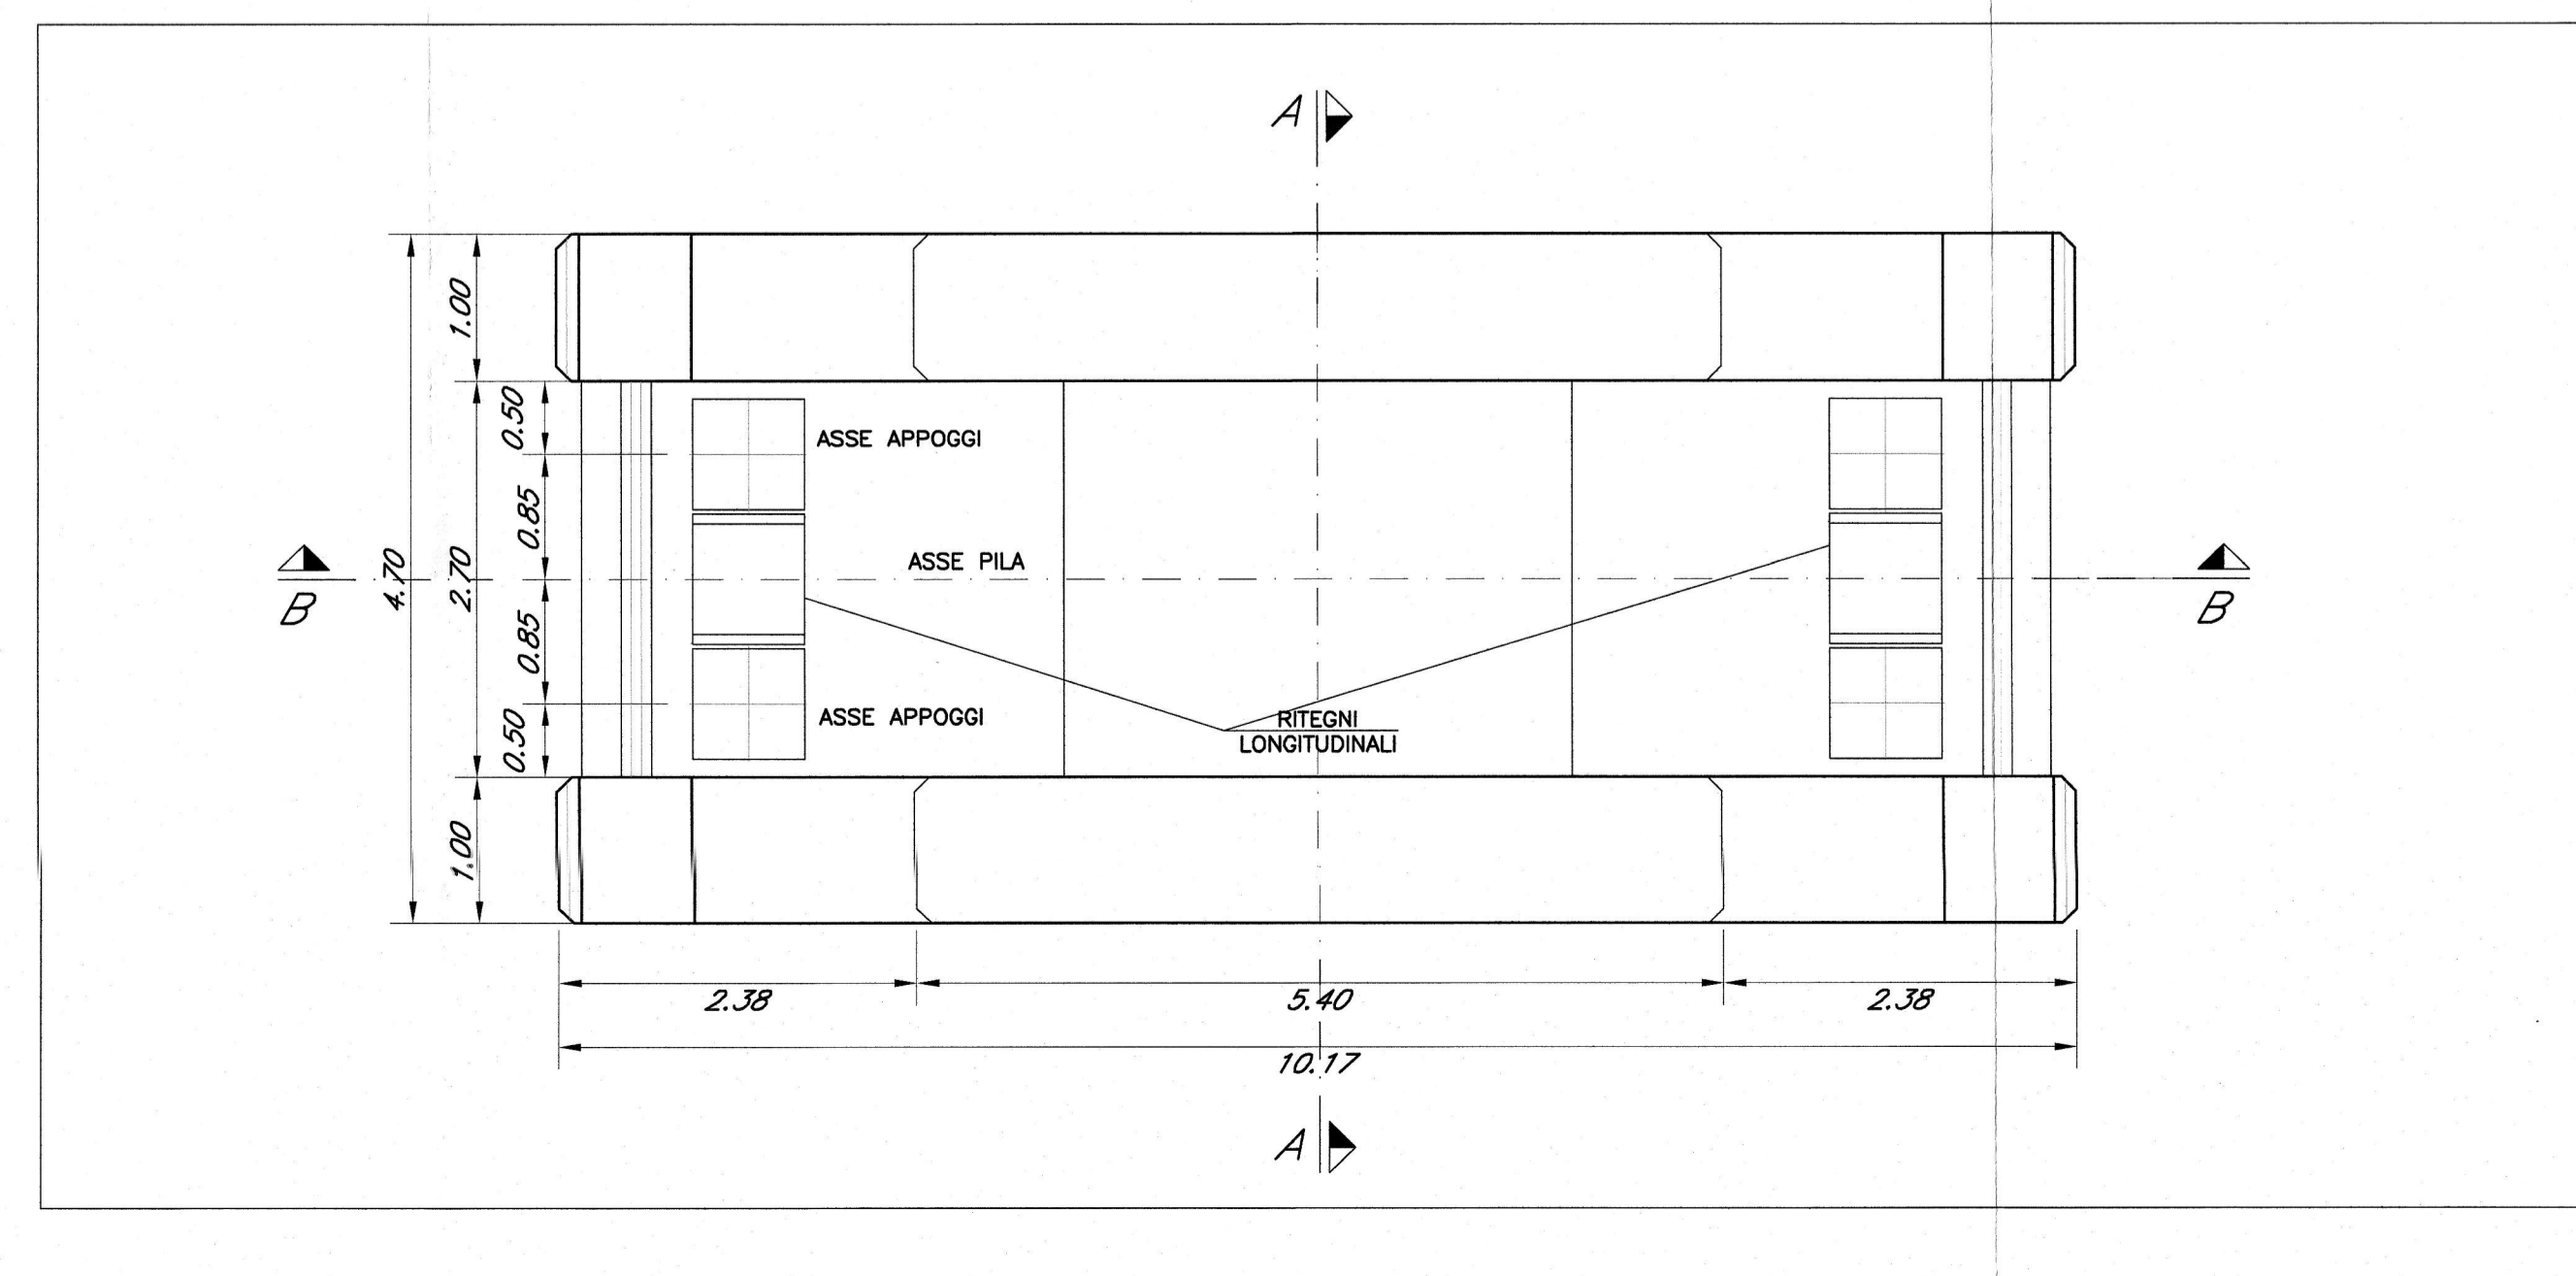 A
1.00
0.50
ASSE APPOGGI
0.85
ASSE PILA
B
4.70
2.70
B
0.85
0.50
ASSE APPOGGI
RITEGNI
LONGITUDINALI
1.00
2.38
5.40
2.38
10.17
A